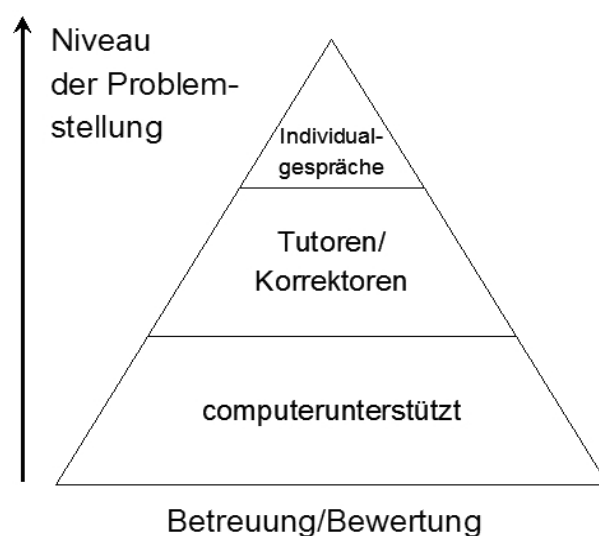 Niveau
der Problem-
stellung
Individual-
gespräche
Tutoren/
Korrektoren
computerunterstützt
Betreuung/Bewertung